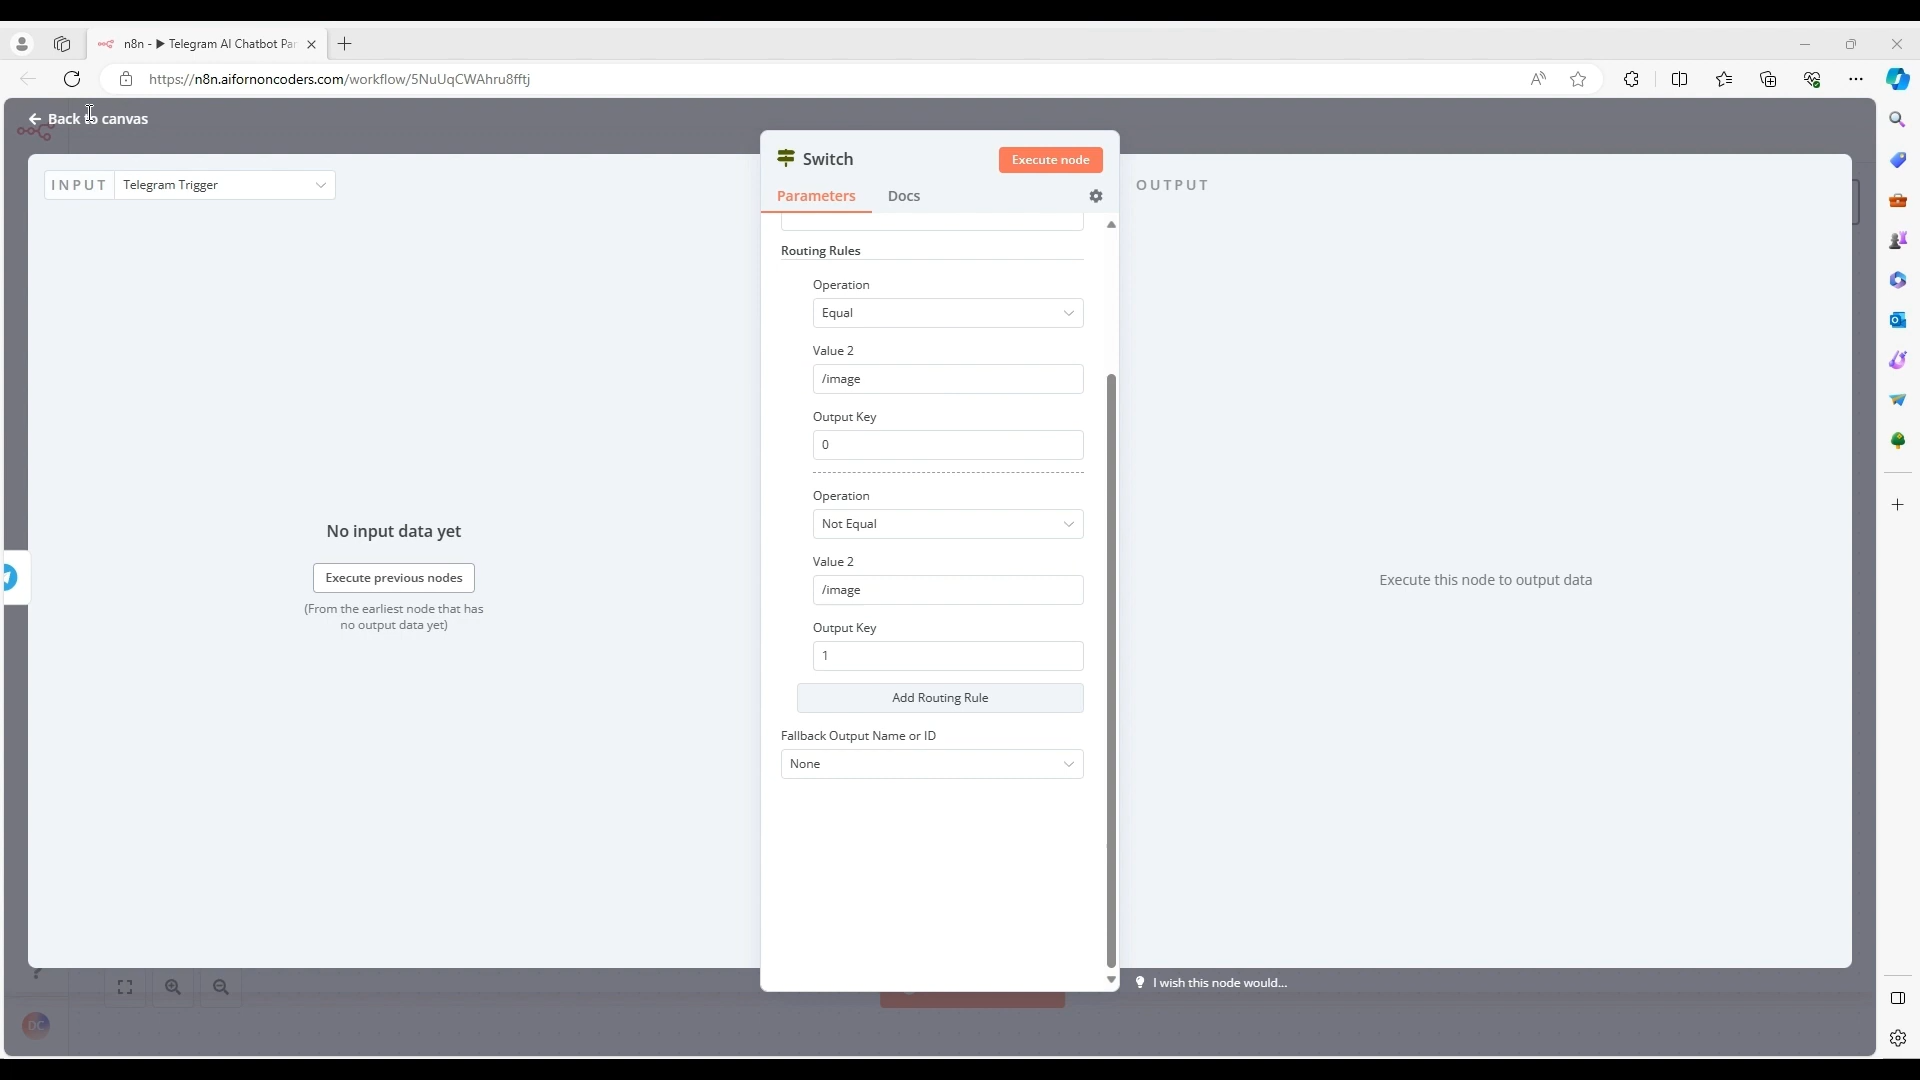 n8n - ▶ Telegram AI Chatbot Par
https://n8n.aifornoncoders.com/workflow/5NuUqCWAhru8fftj
Back to canvas
INPUT
Telegram Trigger
Switch
Execute node
OUTPUT
Parameters
Docs
Routing Rules
Operation
Equal
Value 2
/image
Output Key
0
Operation
Not Equal
Value 2
/image
Output Key
1
Add Routing Rule
Fallback Output Name or ID
None
No input data yet
Execute previous nodes
(From the earliest node that has
no output data yet)
Execute this node to output data
I wish this node would...
DC